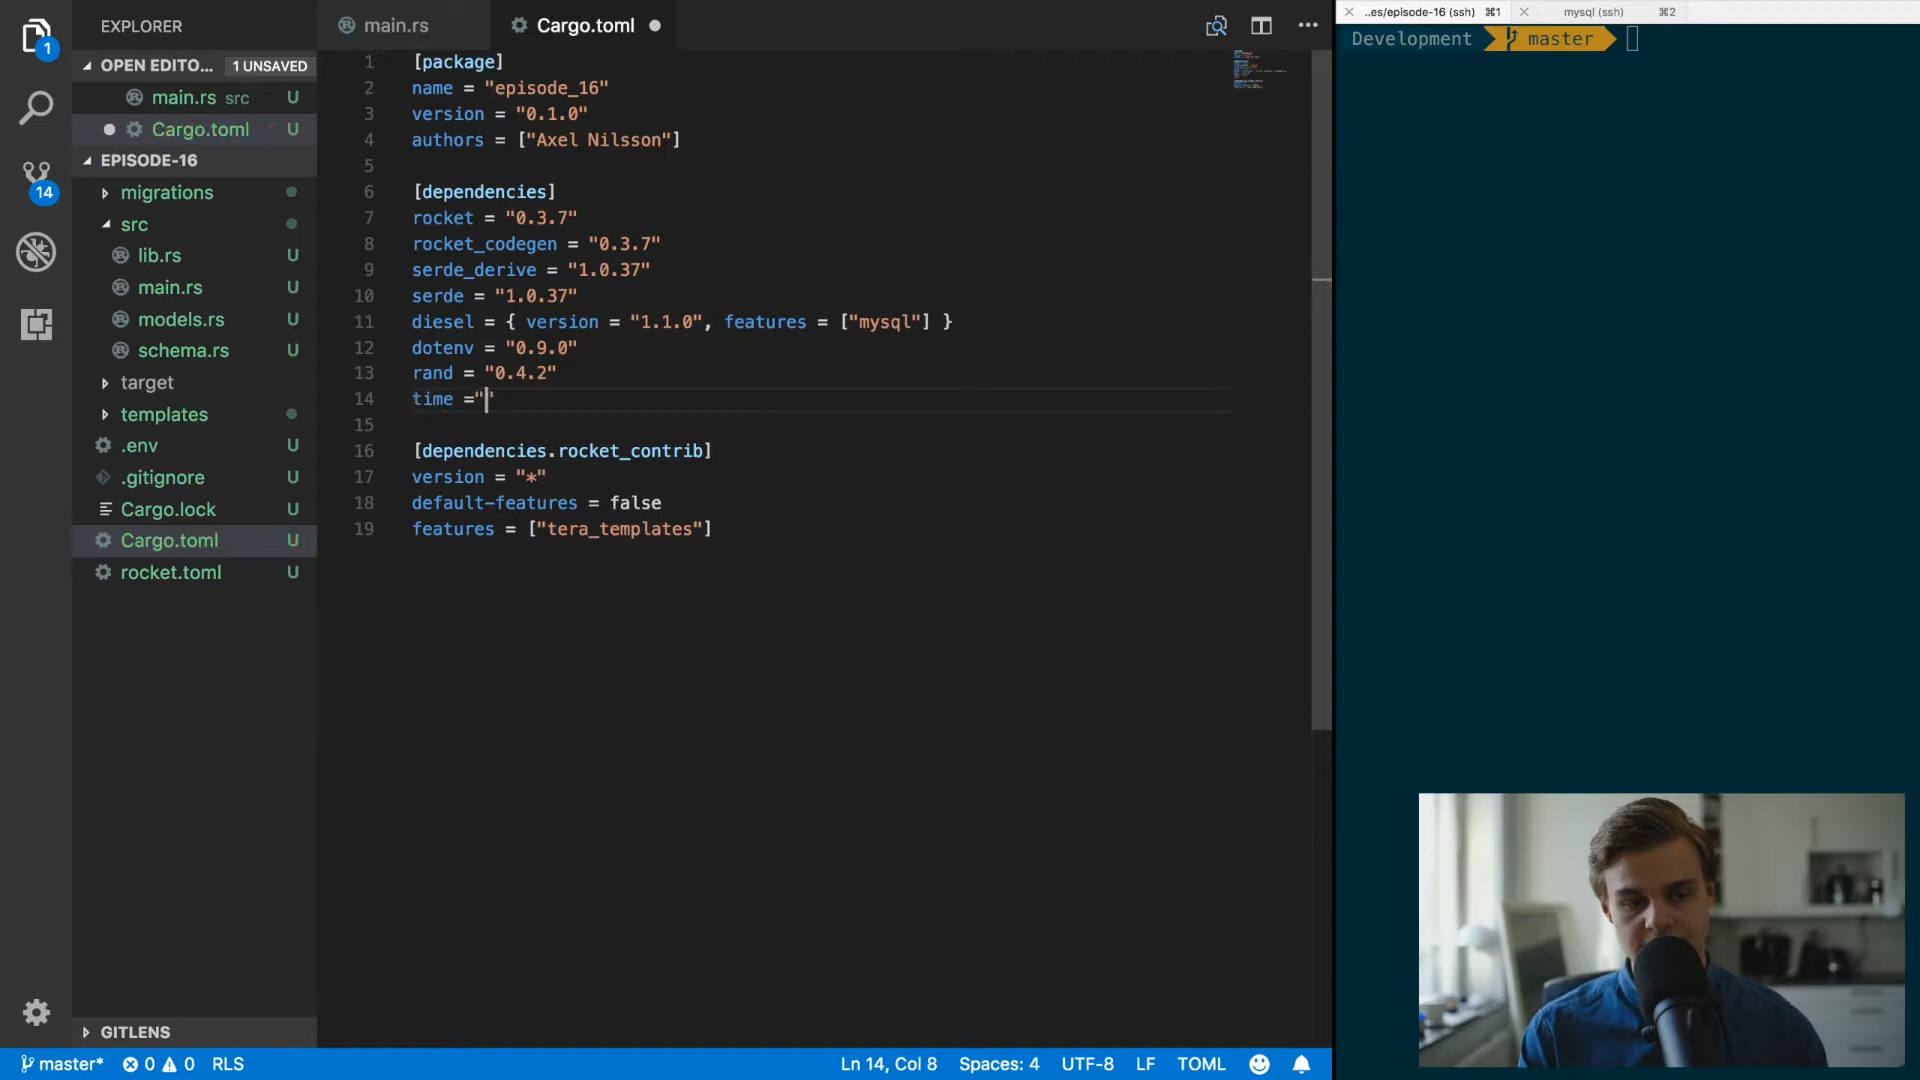 EXPLORER
OPEN EDITO... 1 UNSAVED
main.rs src U
Cargo.toml U
EPISODE-16
migrations
src
lib.rs U
main.rs U
models.rs U
schema.rs U
target
templates
.env U
.gitignore U
Cargo.lock U
Cargo.toml U
rocket.toml U
GITLENS
1
14
main.rs
Cargo.toml
1 [package]
2 name = "episode_16"
3 version = "0.1.0"
4 authors = ["Axel Nilsson"]
5
6 [dependencies]
7 rocket = "0.3.7"
8 rocket_codegen = "0.3.7"
9 serde_derive = "1.0.37"
10 serde = "1.0.37"
11 diesel = { version = "1.1.0", features = ["mysql"] }
12 dotenv = "0.9.0"
13 rand = "0.4.2"
14 time =""
15
16 [dependencies.rocket_contrib]
17 version = "*"
18 default-features = false
19 features = ["tera_templates"]
..es/episode-16 (ssh) ⌘1
mysql (ssh) ⌘2
Development master
master* 0 0 RLS
Ln 14, Col 8 Spaces: 4 UTF-8 LF TOML